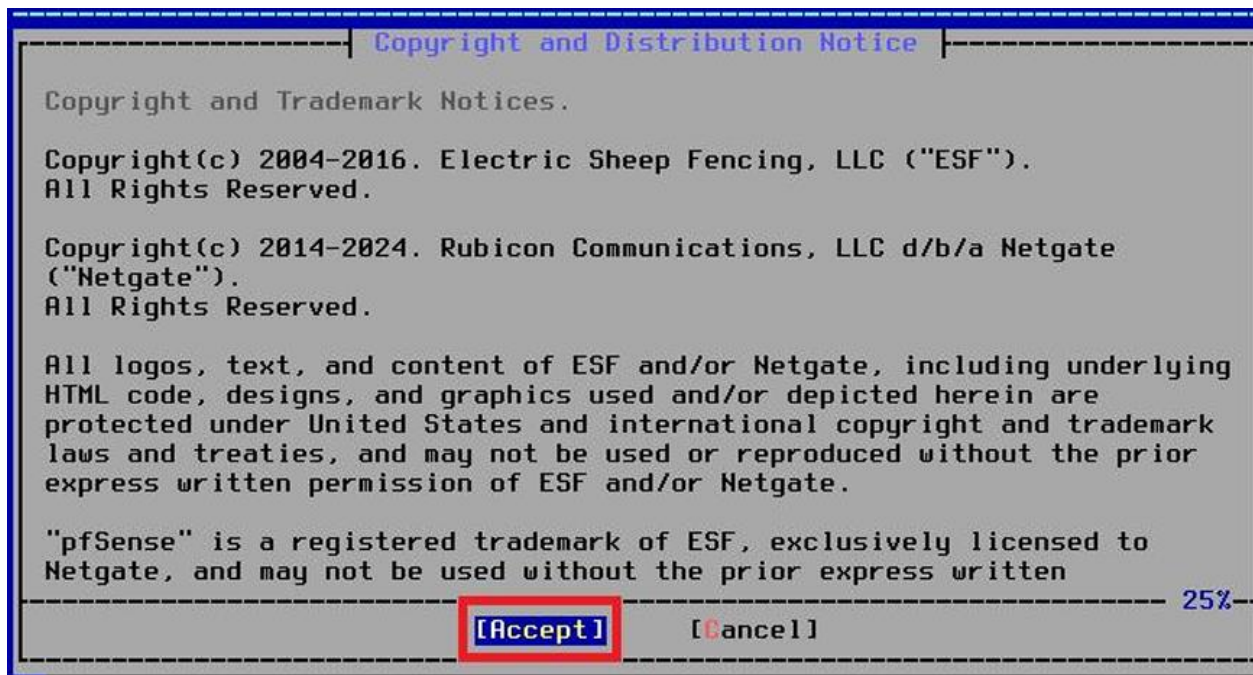 Copyright and Distribution Notice
Copyright and Trademark Notices.
Copyright(c) 2004-2016. Electric Sheep Fencing, LLC ("ESF").
All Rights Reserved.
Copyright(c) 2014-2024. Rubicon Communications, LLC d/b/a Netgate
("Netgate").
All Rights Reserved.
All logos, text, and content of ESF and/or Netgate, including underlying
HTML code, designs, and graphics used and/or depicted herein are
protected under United States and international copyright and trademark
laws and treaties, and may not be used or reproduced without the prior
express written permission of ESF and/or Netgate.
"pfSense" is a registered trademark of ESF, exclusively licensed to
Netgate, and may not be used without the prior express written
25%
[Accept] [Cancel]